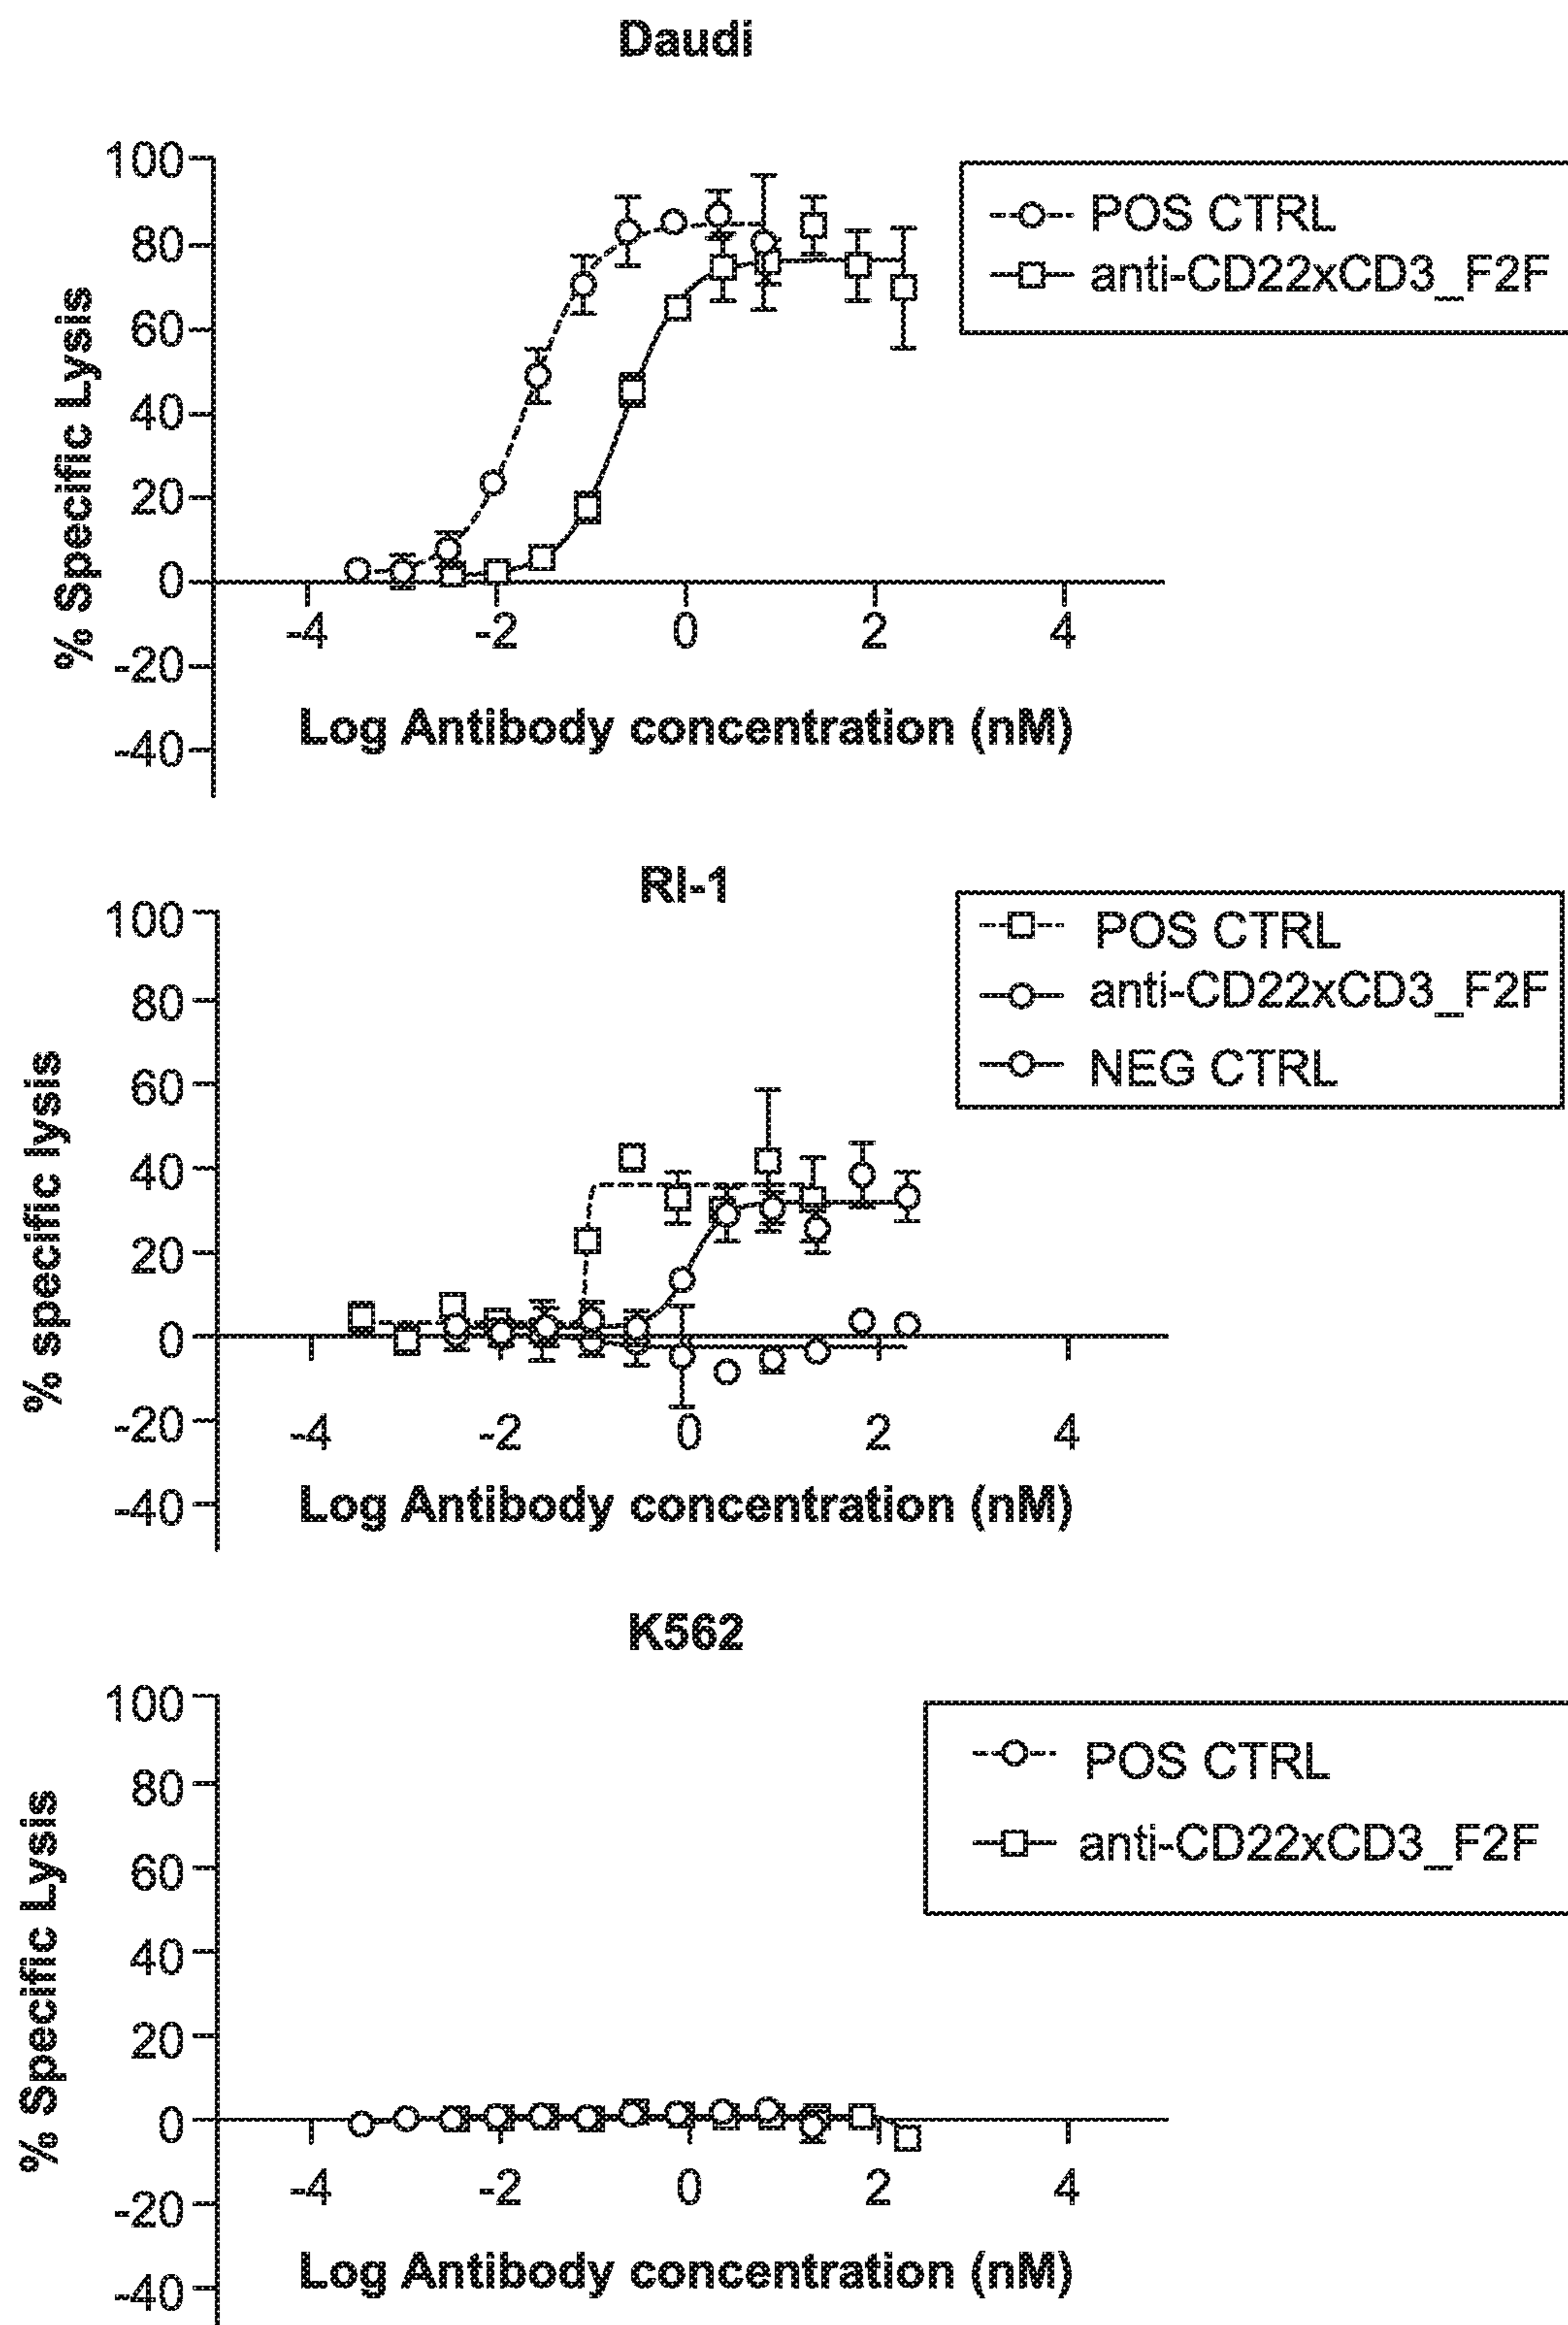 Daudi
% Specific Lysis
100
80
60
40
20
0
-20
-40
-4 -2 0 2 4
Log Antibody concentration (nM)
POS CTRL
anti-CD22xCD3_F2F
RI-1
% specific lysis
100
80
60
40
20
0
-20
-40
-4 -2 0 2 4
Log Antibody concentration (nM)
POS CTRL
anti-CD22xCD3_F2F
NEG CTRL
K562
% Specific Lysis
100
80
60
40
20
0
-20
-40
-4 -2 0 2 4
Log Antibody concentration (nM)
POS CTRL
anti-CD22xCD3_F2F